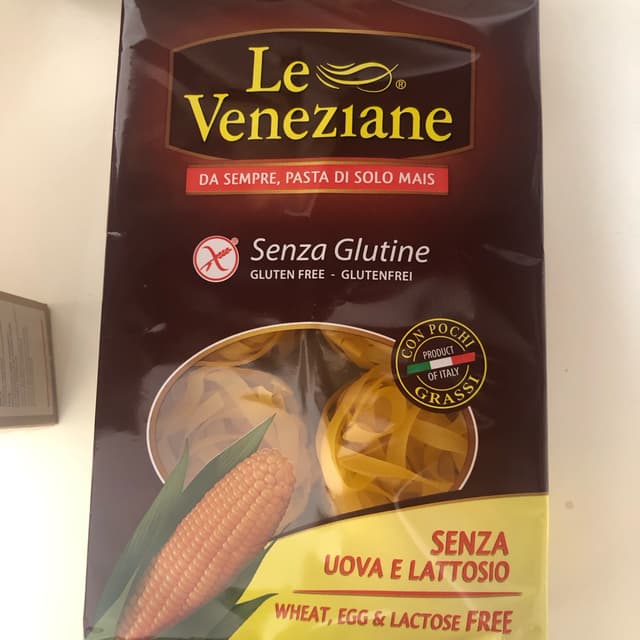 Le
Veneziane®
DA SEMPRE, PASTA DI SOLO MAIS
Senza Glutine
GLUTEN FREE - GLUTENFREI
CON POCHI
PRODUCT
OF ITALY
GRASSI
SENZA
UOVA E LATTOSIO
WHEAT, EGG & LACTOSE FREE